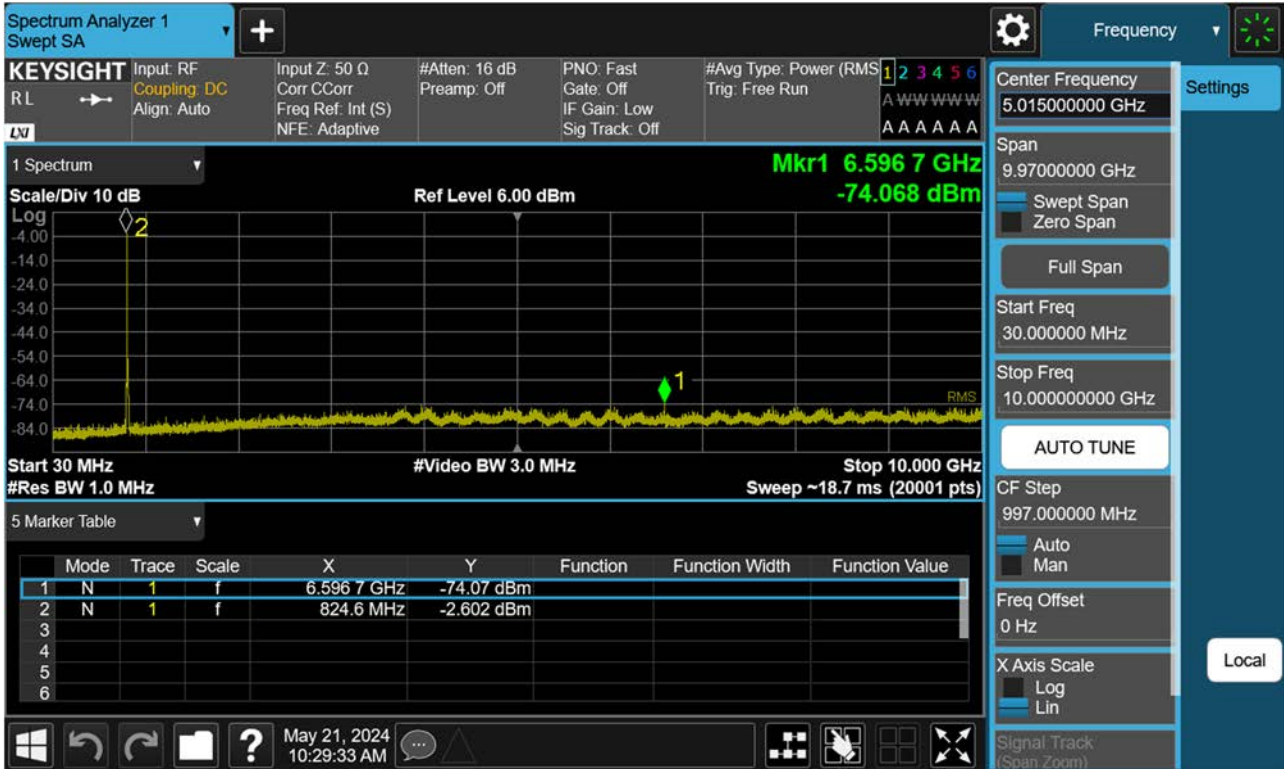 Spectrum Analyzer 1
Swept SA
Frequency
KEYSIGHT
RL
LXI
Input: RF
Coupling: DC
Align: Auto
Input Z: 50 Ω
Corr CCorr
Freq Ref: Int (S)
NFE: Adaptive
#Atten: 16 dB
Preamp: Off
PNO: Fast
Gate: Off
IF Gain: Low
Sig Track: Off
#Avg Type: Power (RMS
Trig: Free Run
1 2 3 4 5 6
A W W W W W
A A A A A A
1 Spectrum
Mkr1 6.596 7 GHz
-74.068 dBm
Scale/Div 10 dB
Ref Level 6.00 dBm
Log
2
-4.00
-14.0
-24.0
-34.0
-44.0
-54.0
-64.0
1
-74.0
RMS
-84.0
Start 30 MHz
#Video BW 3.0 MHz
Stop 10.000 GHz
#Res BW 1.0 MHz
Sweep ~18.7 ms (20001 pts)
5 Marker Table
Mode Trace Scale X Y Function Function Width Function Value
1 N 1 f 6.596 7 GHz -74.07 dBm
2 N 1 f 824.6 MHz -2.602 dBm
3
4
5
6
May 21, 2024
10:29:33 AM
Center Frequency
5.015000000 GHz
Settings
Span
9.97000000 GHz
Swept Span
Zero Span
Full Span
Start Freq
30.000000 MHz
Stop Freq
10.000000000 GHz
AUTO TUNE
CF Step
997.000000 MHz
Auto
Man
Freq Offset
0 Hz
X Axis Scale
Log
Lin
Local
Signal Track
(Span Zoom)